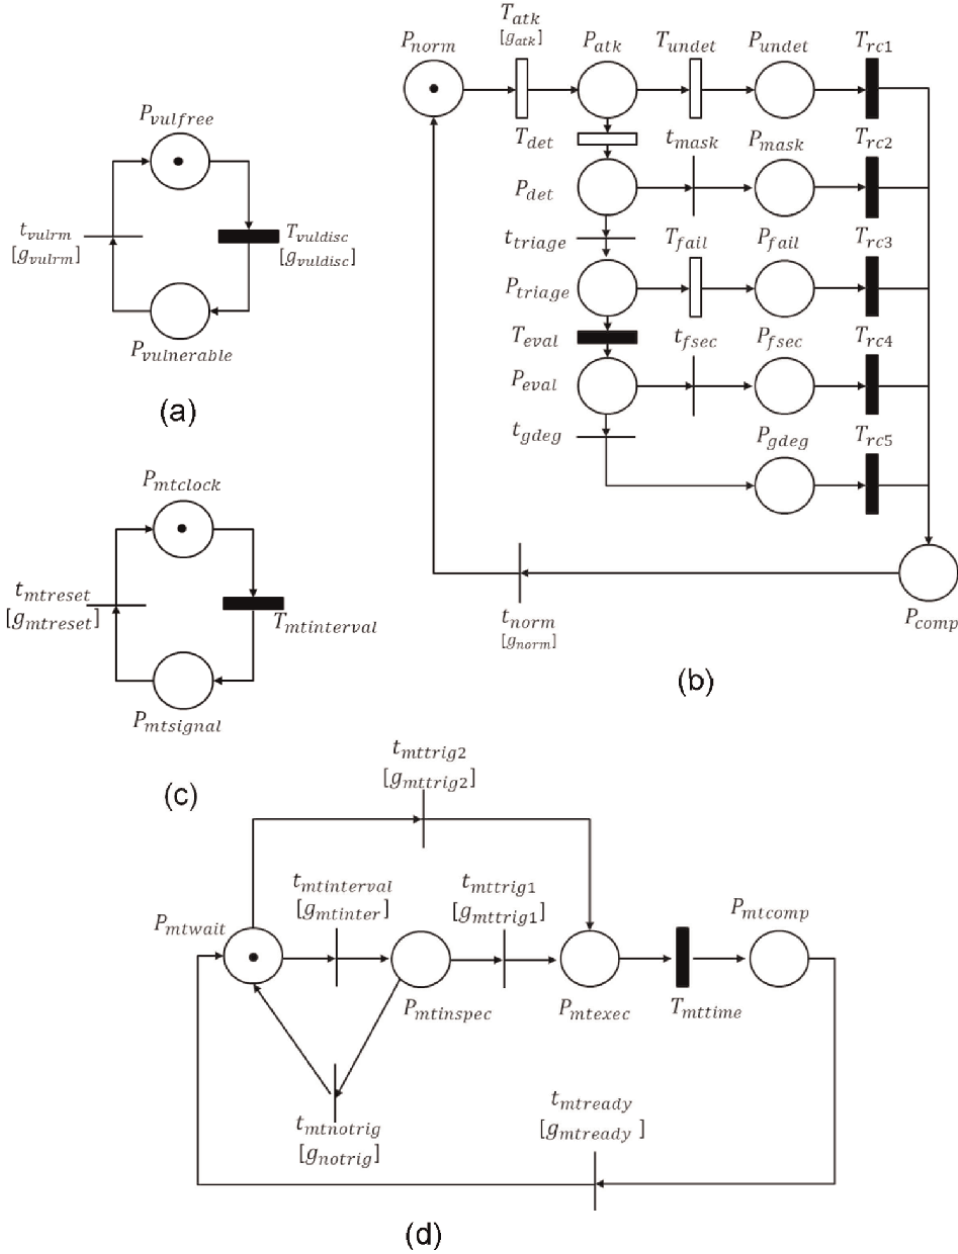 P_vulfree
t_vulrm
[g_vulrm]
T_vuldisc
[g_vuldisc]
P_vulnerable
(a)
T_atk
[g_atk]
P_norm
P_atk
T_undet
P_undet
T_rc1
T_det
t_mask
P_mask
T_rc2
P_det
t_triage
T_fail
P_fail
T_rc3
P_triage
T_eval
t_fsec
P_fsec
T_rc4
P_eval
t_gdeg
P_gdeg
T_rc5
t_norm
[g_norm]
P_comp
(b)
P_mtclock
t_mtreset
[g_mtreset]
T_mtinterval
P_mtsignal
(c)
t_mttrig2
[g_mttrig2]
t_mtinterval
[g_mtinter]
t_mttrig1
[g_mttrig1]
P_mtwait
P_mtcomp
P_mtinspec
P_mtexec
T_mttime
t_mtnotrig
[g_notrig]
t_mtready
[g_mtready ]
(d)